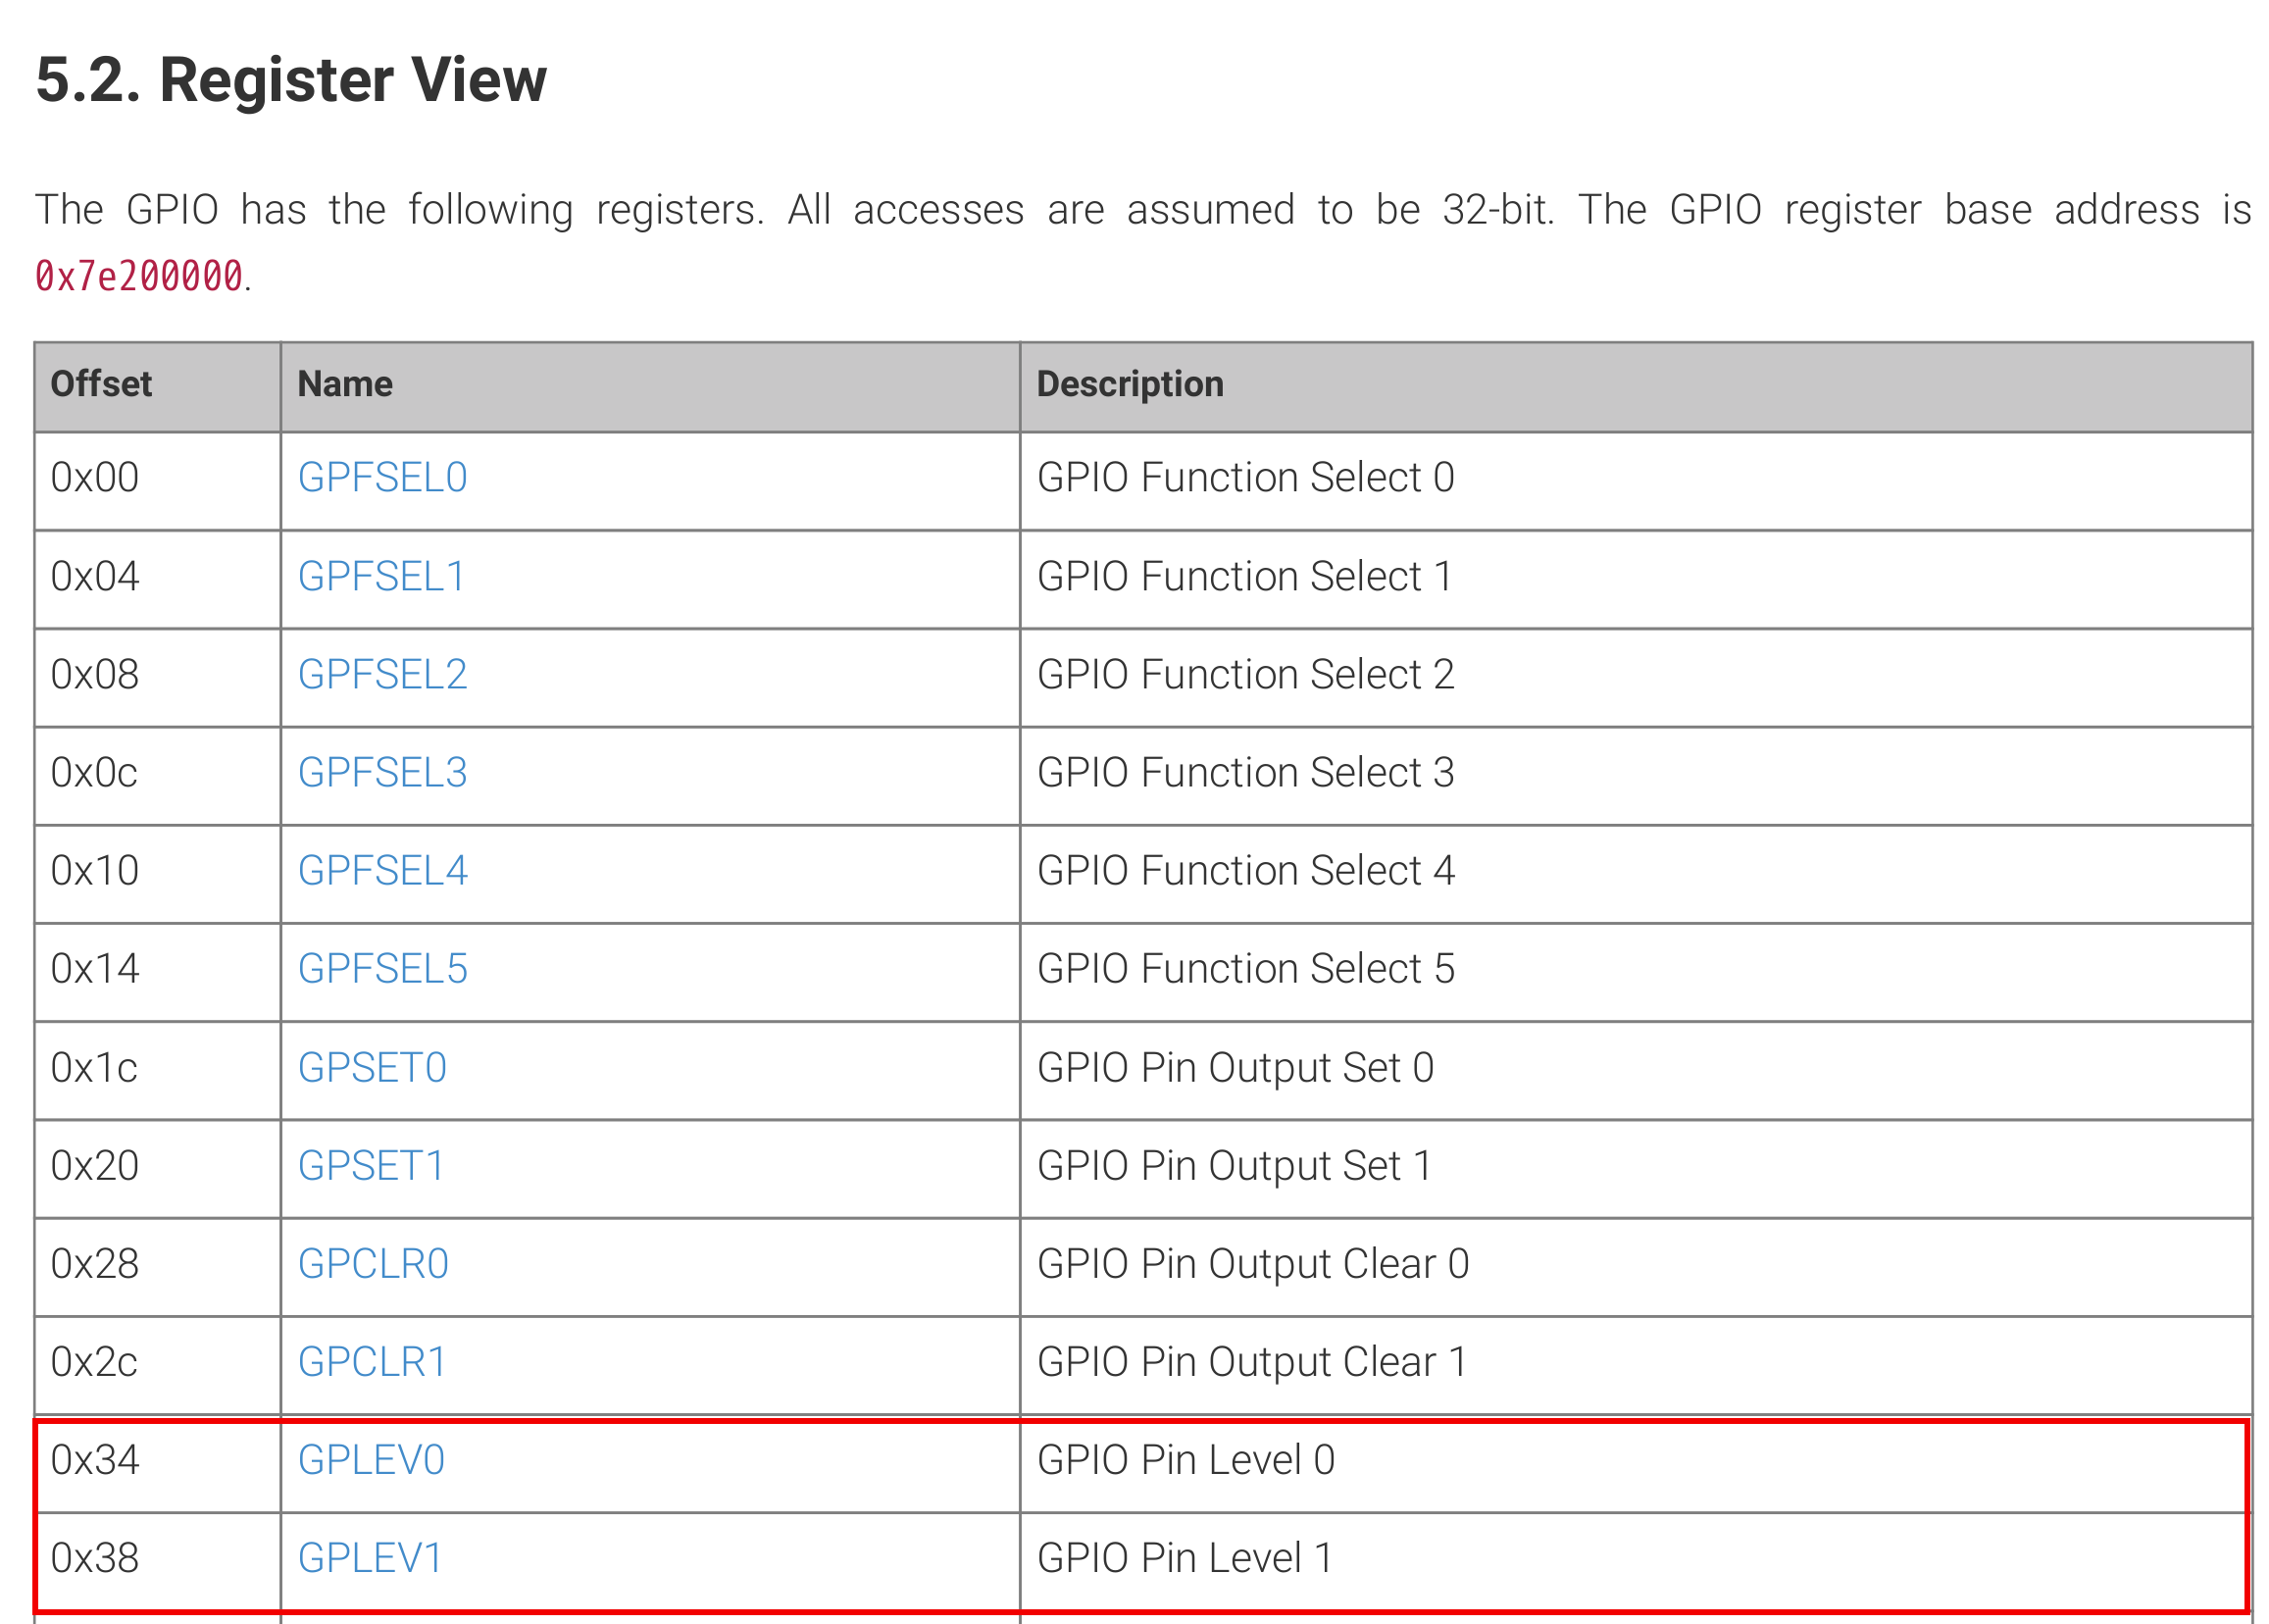 5.2. Register View
The GPIO has the following registers. All accesses are assumed to be 32-bit. The GPIO register base address is
0x7e200000.
Offset Name Description
0x00 GPFSEL0 GPIO Function Select 0
0x04 GPFSEL1 GPIO Function Select 1
0x08 GPFSEL2 GPIO Function Select 2
0x0c GPFSEL3 GPIO Function Select 3
0x10 GPFSEL4 GPIO Function Select 4
0x14 GPFSEL5 GPIO Function Select 5
0x1c GPSET0 GPIO Pin Output Set 0
0x20 GPSET1 GPIO Pin Output Set 1
0x28 GPCLR0 GPIO Pin Output Clear 0
0x2c GPCLR1 GPIO Pin Output Clear 1
0x34 GPLEV0 GPIO Pin Level 0
0x38 GPLEV1 GPIO Pin Level 1